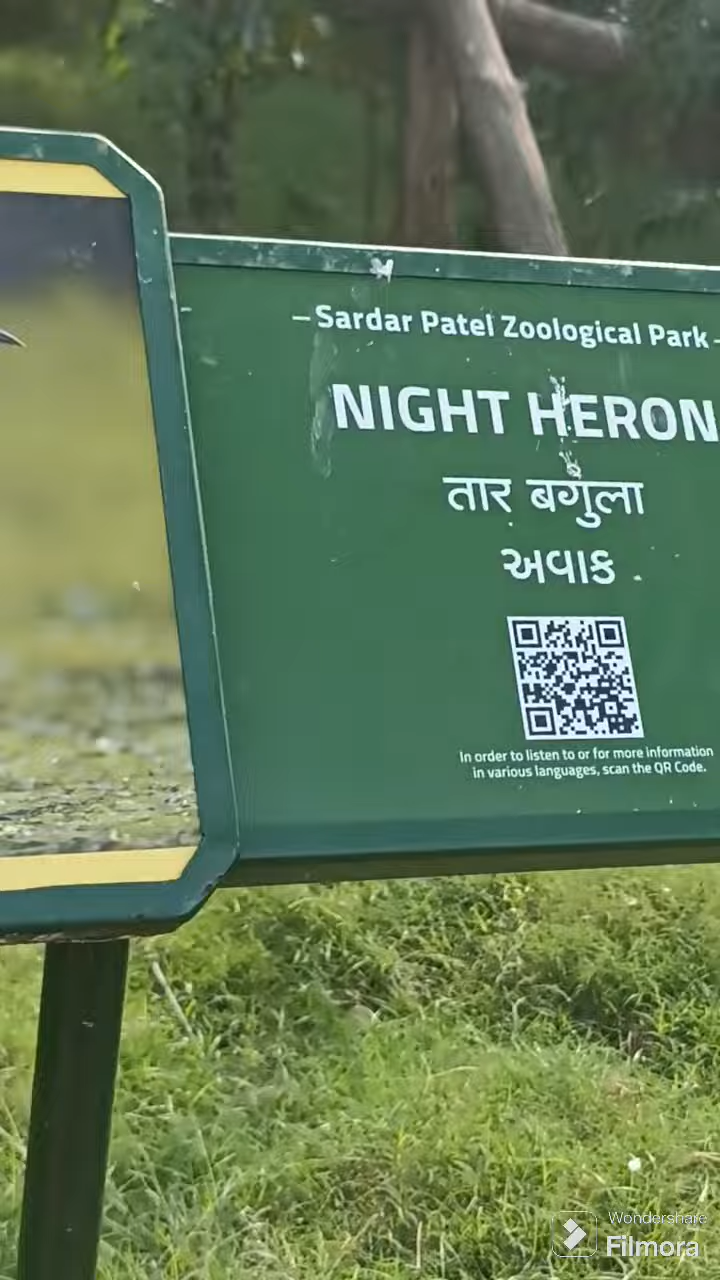 – Sardar Patel Zoological Park -
NIGHT HERON
तार बगुला
અવાક
In order to listen to or for more information
in various languages, scan the QR Code.
Wondershare
Filmora